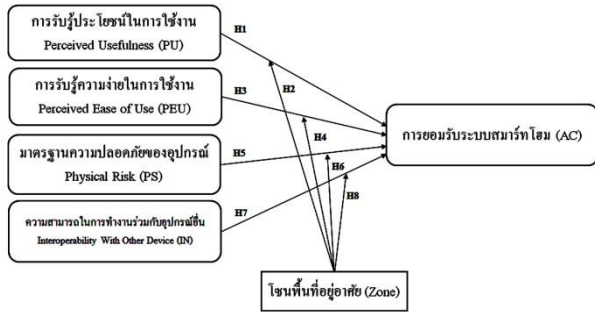 การรับรู้ประโยชน์ในการใช้งาน
Perceived Usefulness (PU)
H1
H2
การรับรู้ความง่ายในการใช้งาน
Perceived Ease of Use (PEU)
H3
H4
การยอมรับระบบสมาร์ทโฮม (AC)
มาตรฐานความปลอดภัยของอุปกรณ์
Physical Risk (PS)
H5
H6
H8
ความสามารถในการทำงานร่วมกับอุปกรณ์อื่น
Interoperability With Other Device (IN)
H7
โซนพื้นที่อยู่อาศัย (Zone)